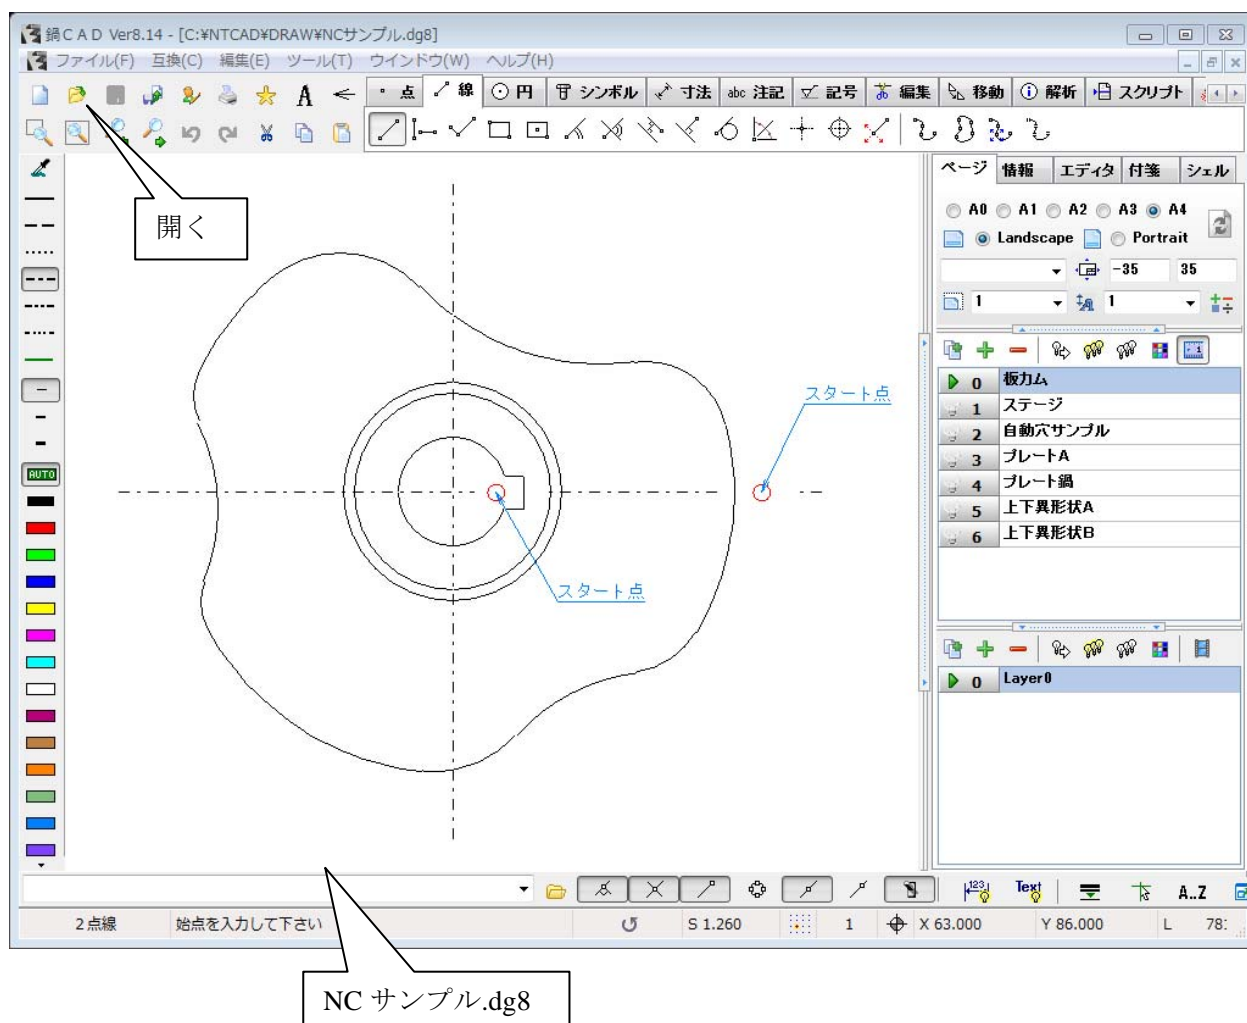 鍋ＣＡＤ Ver8.14 - [C:¥NTCAD¥DRAW¥NCサンプル.dg8]
ファイル(F) 互換(C) 編集(E) ツール(T) ウインドウ(W) ヘルプ(H)
点 線 円 シンボル 寸法 abc 注記 記号 編集 移動 解析 スクリプト
ページ 情報 エディタ 付箋 シェル
開く
A0 A1 A2 A3 A4
Landscape Portrait
-35 35
1 1
AUTO
0 板カム
1 ステージ
2 自動穴サンプル
3 プレートA
4 プレート鍋
5 上下異形状A
6 上下異形状B
スタート点
スタート点
0 Layer0
123 Text A..Z
2点線 始点を入力して下さい S 1.260 1 X 63.000 Y 86.000 L 78:
NC サンプル.dg8